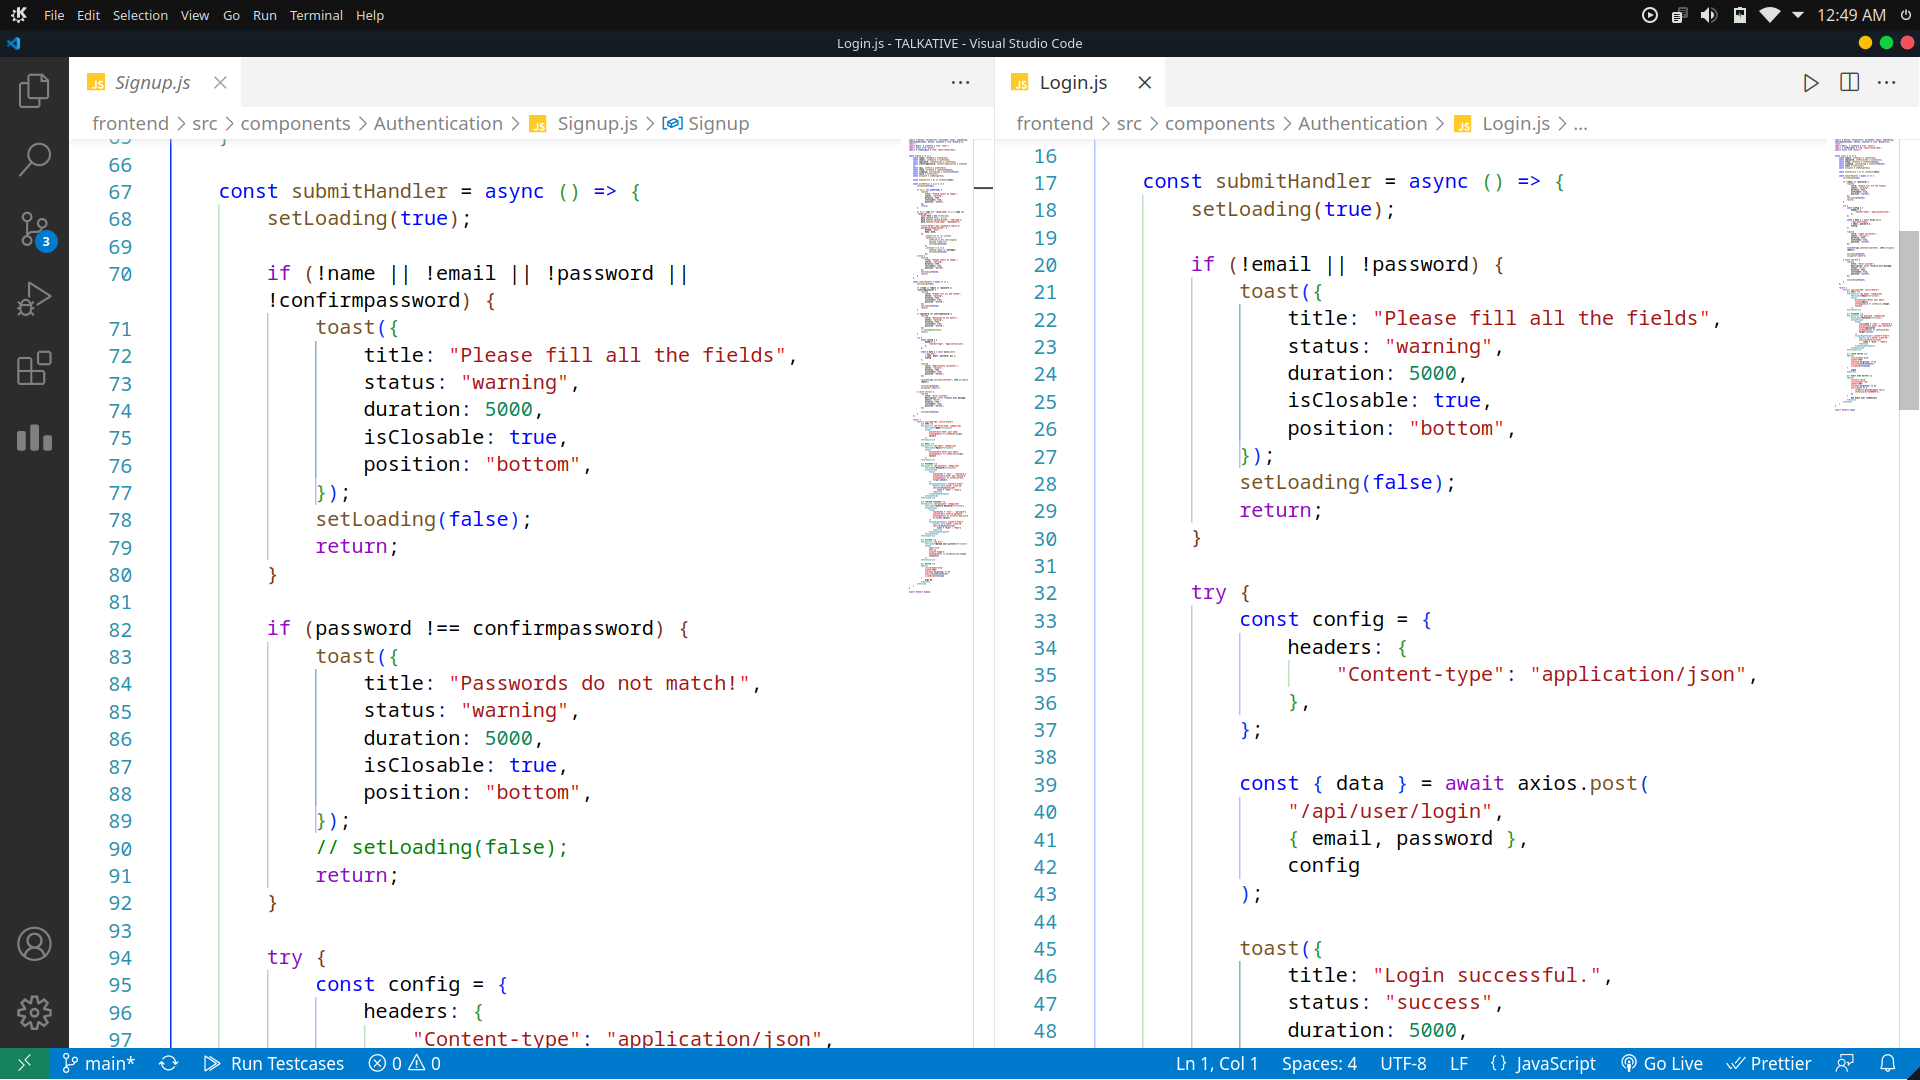 File Edit Selection View Go Run Terminal Help
12:49 AM
Login.js - TALKATIVE - Visual Studio Code
JS Signup.js
frontend > src > components > Authentication > JS Signup.js > Signup
66
67 const submitHandler = async () => {
68 setLoading(true);
69
70 if (!name || !email || !password ||
!confirmpassword) {
71 toast({
72 title: "Please fill all the fields",
73 status: "warning",
74 duration: 5000,
75 isClosable: true,
76 position: "bottom",
77 });
78 setLoading(false);
79 return;
80 }
81
82 if (password !== confirmpassword) {
83 toast({
84 title: "Passwords do not match!",
85 status: "warning",
86 duration: 5000,
87 isClosable: true,
88 position: "bottom",
89 });
90 // setLoading(false);
91 return;
92 }
93
94 try {
95 const config = {
96 headers: {
97 "Content-type": "application/json",
JS Login.js
frontend > src > components > Authentication > JS Login.js > ...
16
17 const submitHandler = async () => {
18 setLoading(true);
19
20 if (!email || !password) {
21 toast({
22 title: "Please fill all the fields",
23 status: "warning",
24 duration: 5000,
25 isClosable: true,
26 position: "bottom",
27 });
28 setLoading(false);
29 return;
30 }
31
32 try {
33 const config = {
34 headers: {
35 "Content-type": "application/json",
36 },
37 };
38
39 const { data } = await axios.post(
40 "/api/user/login",
41 { email, password },
42 config
43 );
44
45 toast({
46 title: "Login successful.",
47 status: "success",
48 duration: 5000,
3
main* Run Testcases 0 0 Ln 1, Col 1 Spaces: 4 UTF-8 LF {} JavaScript Go Live Prettier